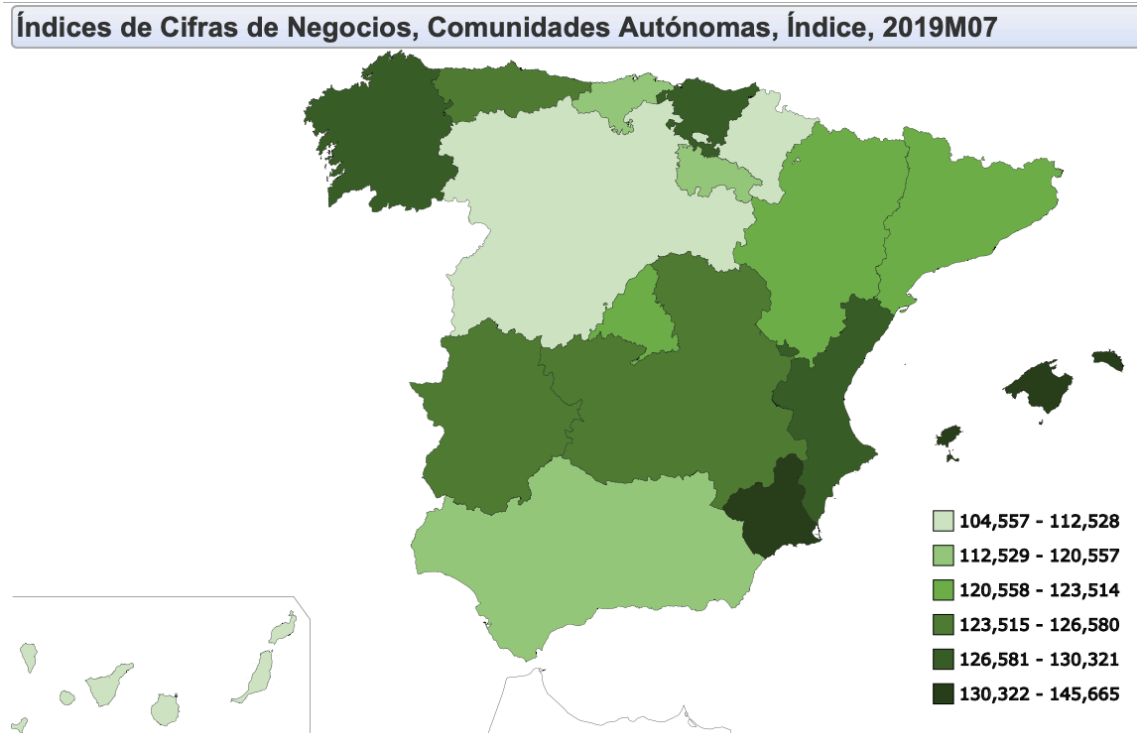 Índices de Cifras de Negocios, Comunidades Autónomas, Índice, 2019M07
104,557 - 112,528
112,529 - 120,557
120,558 - 123,514
123,515 - 126,580
126,581 - 130,321
130,322 - 145,665